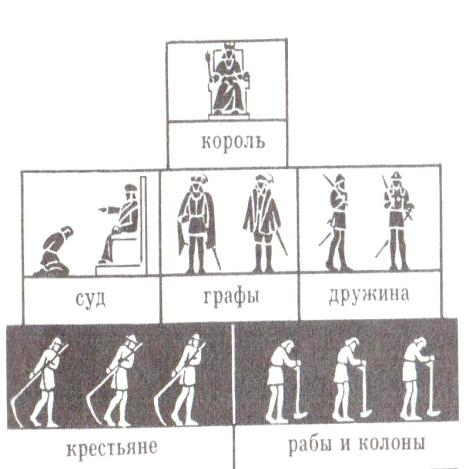 король
суд графы дружина
крестьяне рабы и колоны